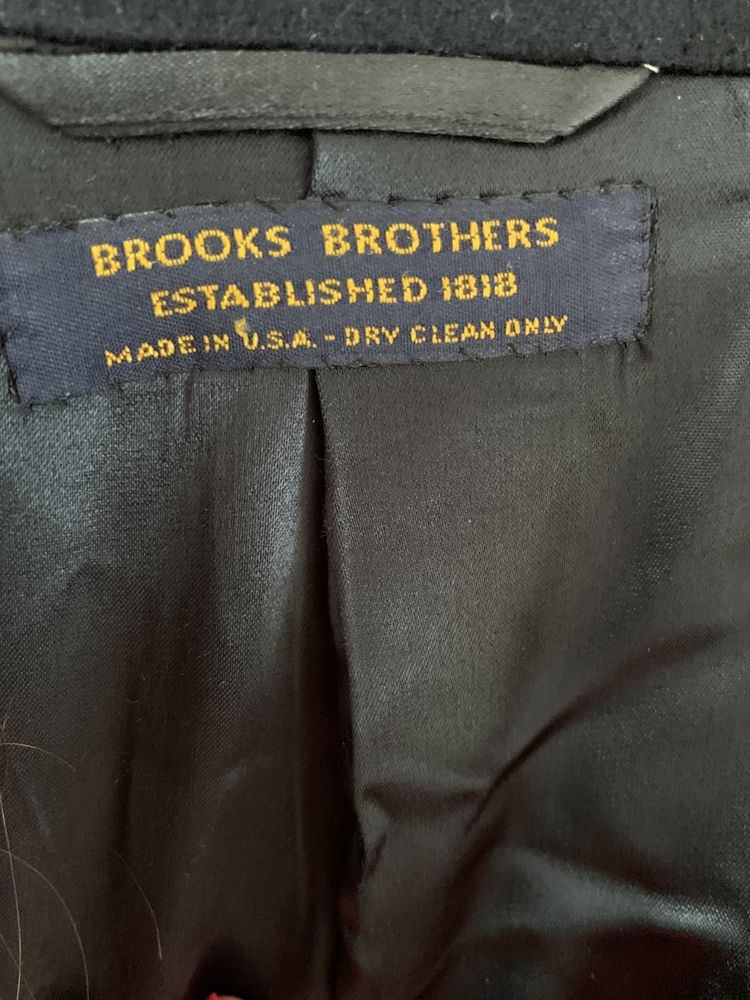 BROOKS BROTHERS
ESTABLISHED 1818
MADE IN U.S.A. - DRY CLEAN ONLY